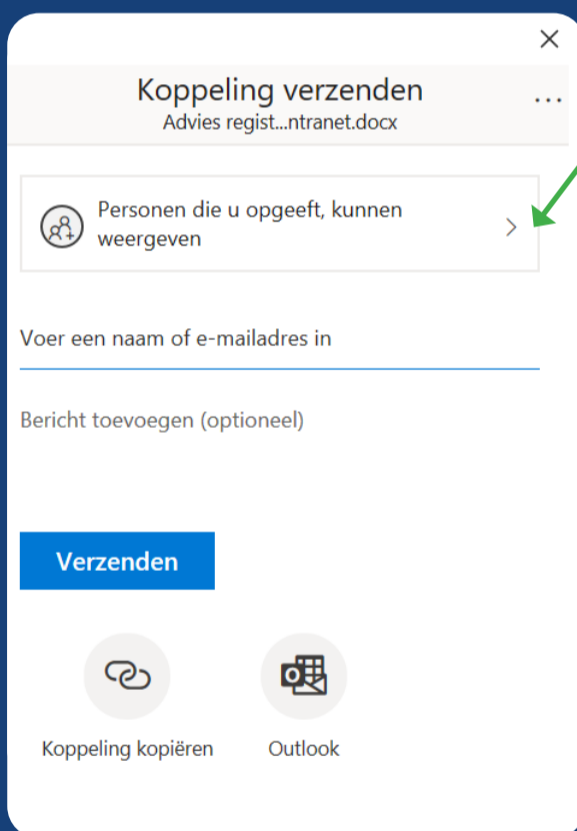 Koppeling verzenden
...
Advies regist...ntranet.docx
Personen die u opgeeft, kunnen
weergeven
Voer een naam of e-mailadres in
Bericht toevoegen (optioneel)
Verzenden
Koppeling kopiëren
Outlook